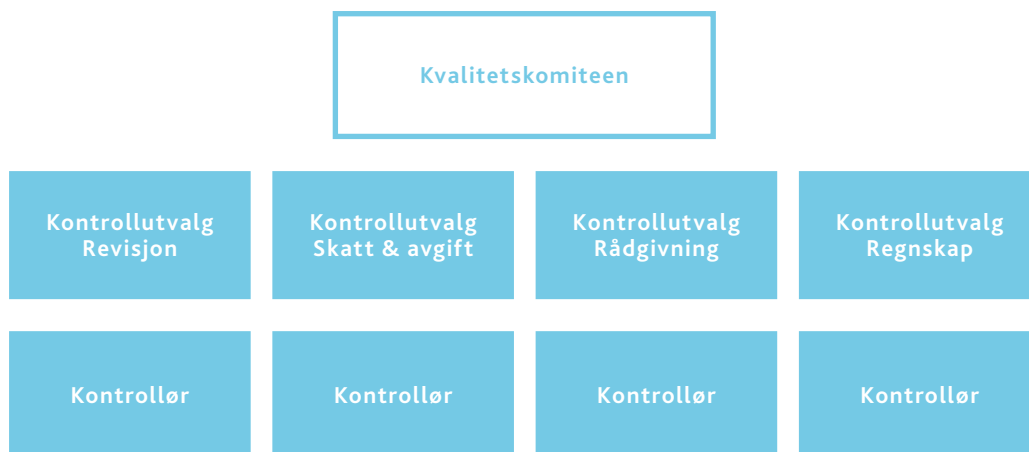 Kvalitetskomiteen
Kontrollutvalg
Revisjon
Kontrollutvalg
Skatt & avgift
Kontrollutvalg
Rådgivning
Kontrollutvalg
Regnskap
Kontrollør
Kontrollør
Kontrollør
Kontrollør